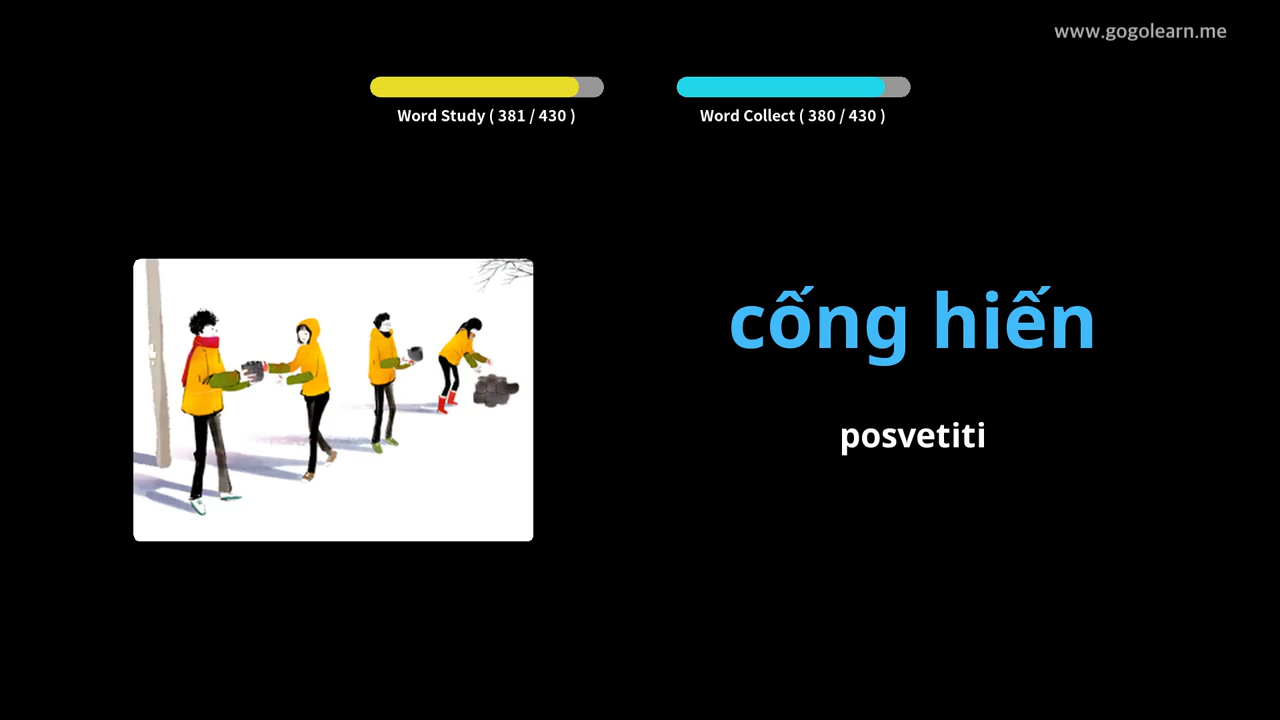 www.gogolearn.me
Word Study ( 381 / 430 )
Word Collect ( 380 / 430 )
cống hiến
posvetiti